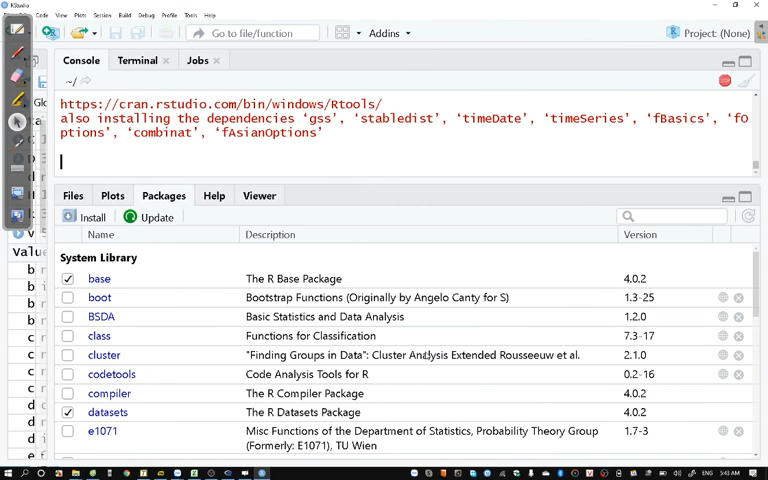 RStudio
Code View Plots Session Build Debug Profile Tools Help
Go to file/function
Addins
Project: (None)
Console Terminal Jobs
~/
https://cran.rstudio.com/bin/windows/Rtools/
also installing the dependencies ‘gss’, ‘stabledist’, ‘timeDate’, ‘timeSeries’, ‘fBasics’, ‘fO
ptions’, ‘combinat’, ‘fAsianOptions’
Files Plots Packages Help Viewer
Install Update
Name Description Version
System Library
base The R Base Package 4.0.2
boot Bootstrap Functions (Originally by Angelo Canty for S) 1.3-25
BSDA Basic Statistics and Data Analysis 1.2.0
class Functions for Classification 7.3-17
cluster "Finding Groups in Data": Cluster Analysis Extended Rousseeuw et al. 2.1.0
codetools Code Analysis Tools for R 0.2-16
compiler The R Compiler Package 4.0.2
datasets The R Datasets Package 4.0.2
e1071 Misc Functions of the Department of Statistics, Probability Theory Group 1.7-3
(Formerly: E1071), TU Wien
ENG 5:43 AM